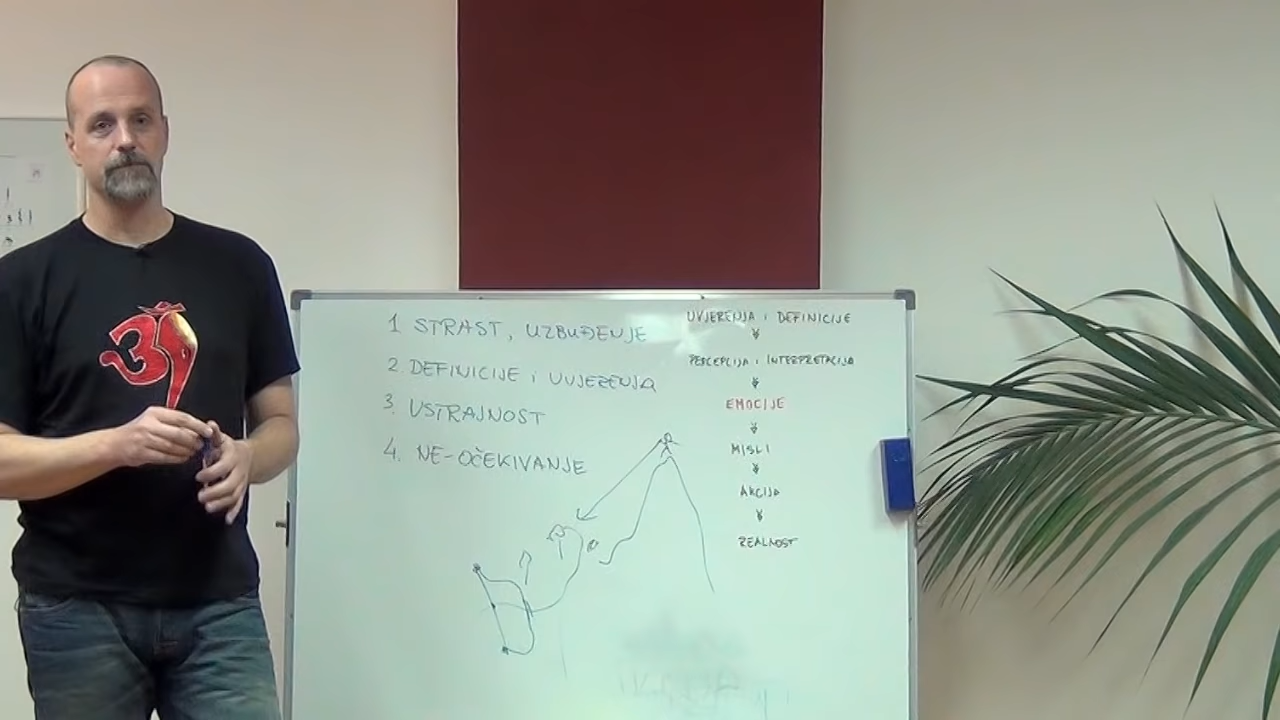 1 STRAST, UZBUĐENJE
2. DEFINICIJE i UVJERENJA
3. USTRAJNOST
4. NE-OČEKIVANJE
UVJERENJA i DEFINICIJE
PERCEPCIJA i INTERPRETACIJA
EMOCIJE
MISLI
AKCIJA
REALNOST
ॐ